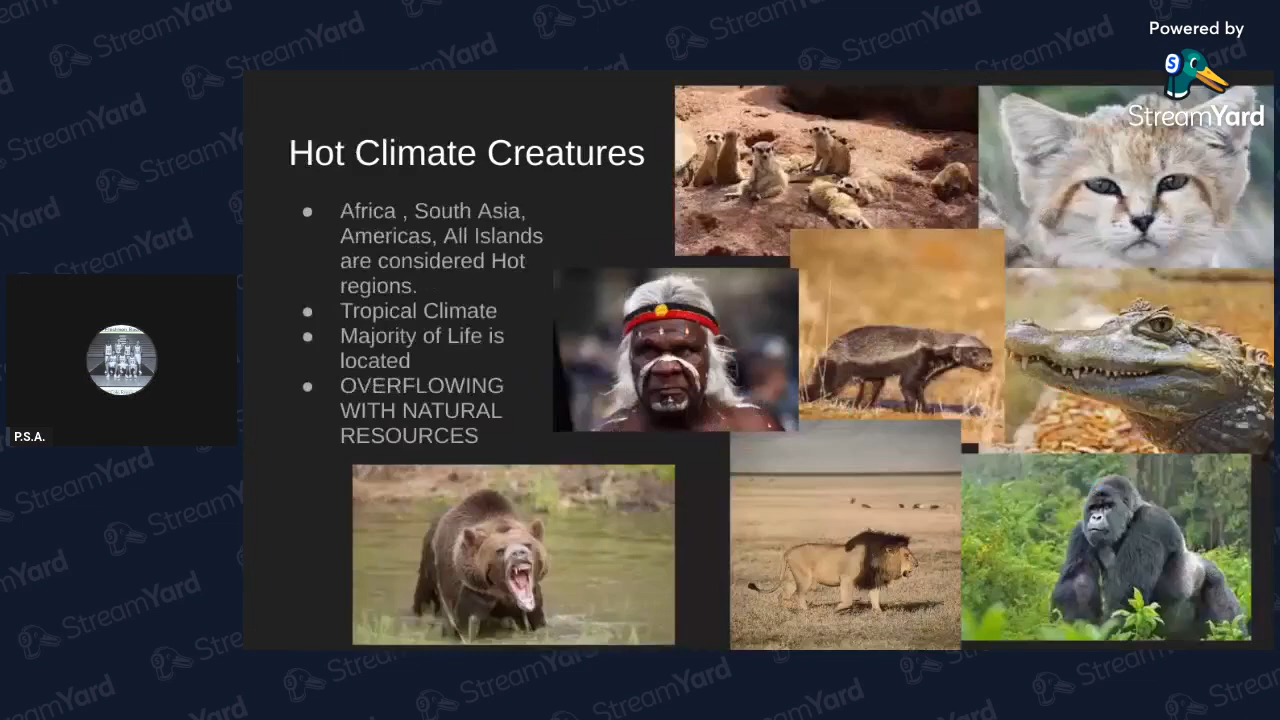 Powered by
StreamYard
Hot Climate Creatures
● Africa , South Asia,
Americas, All Islands
are considered Hot
regions.
● Tropical Climate
● Majority of Life is
located
● OVERFLOWING
WITH NATURAL
RESOURCES
P.S.A.